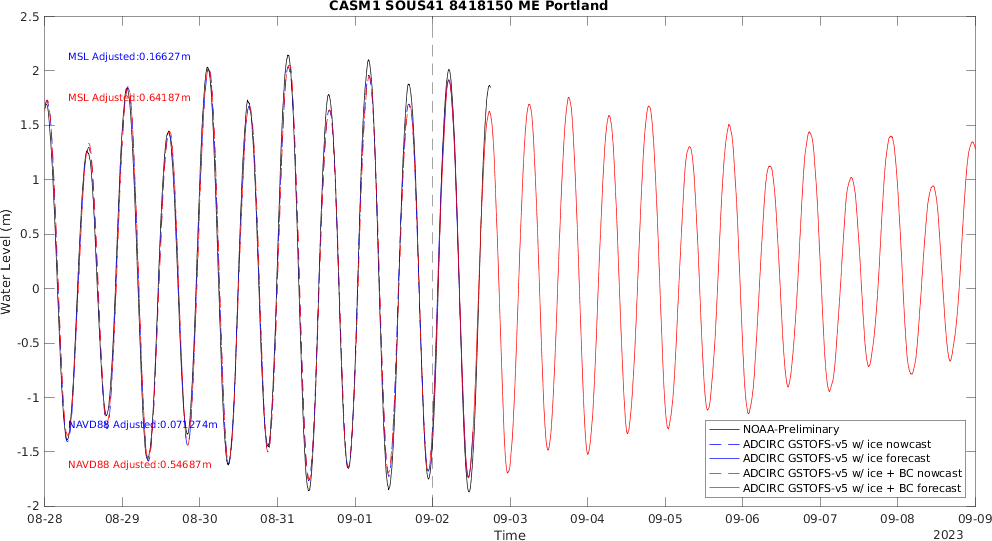 CASM1 SOUS41 8418150 ME Portland
2.5
2
1.5
1
0.5
0
-0.5
-1
-1.5
-2
Water Level (m)
MSL Adjusted:0.16627m
MSL Adjusted:0.64187m
NAVD88 Adjusted:0.071274m
NAVD88 Adjusted:0.54687m
NOAA-Preliminary
ADCIRC GSTOFS-v5 w/ ice nowcast
ADCIRC GSTOFS-v5 w/ ice forecast
ADCIRC GSTOFS-v5 w/ ice + BC nowcast
ADCIRC GSTOFS-v5 w/ ice + BC forecast
08-28 08-29 08-30 08-31 09-01 09-02 09-03 09-04 09-05 09-06 09-07 09-08 09-09
Time
2023